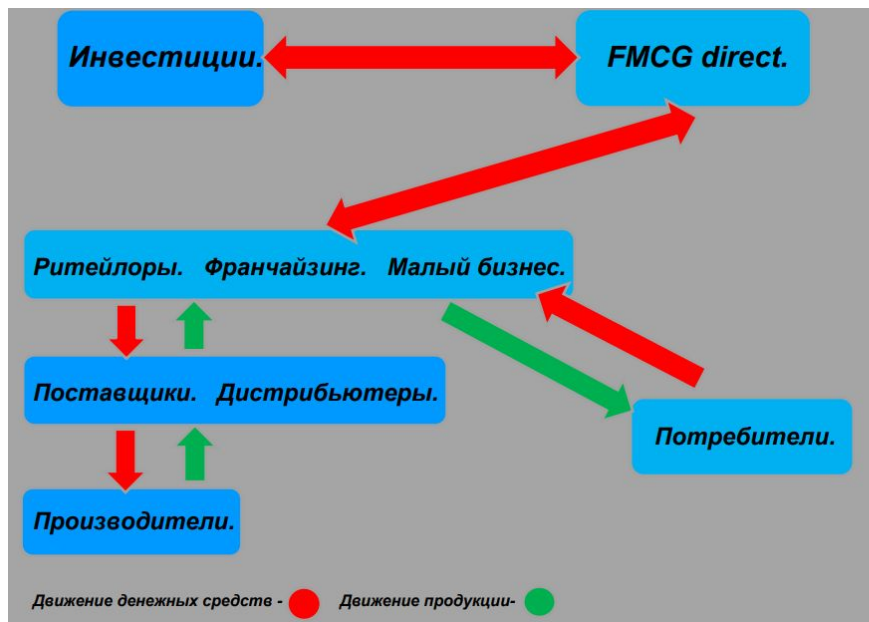 Инвестиции.
FMCG direct.
Ритейлоры. Франчайзинг. Малый бизнес.
Поставщики. Дистрибьютеры.
Потребители.
Производители.
Движение денежных средств -
Движение продукции-